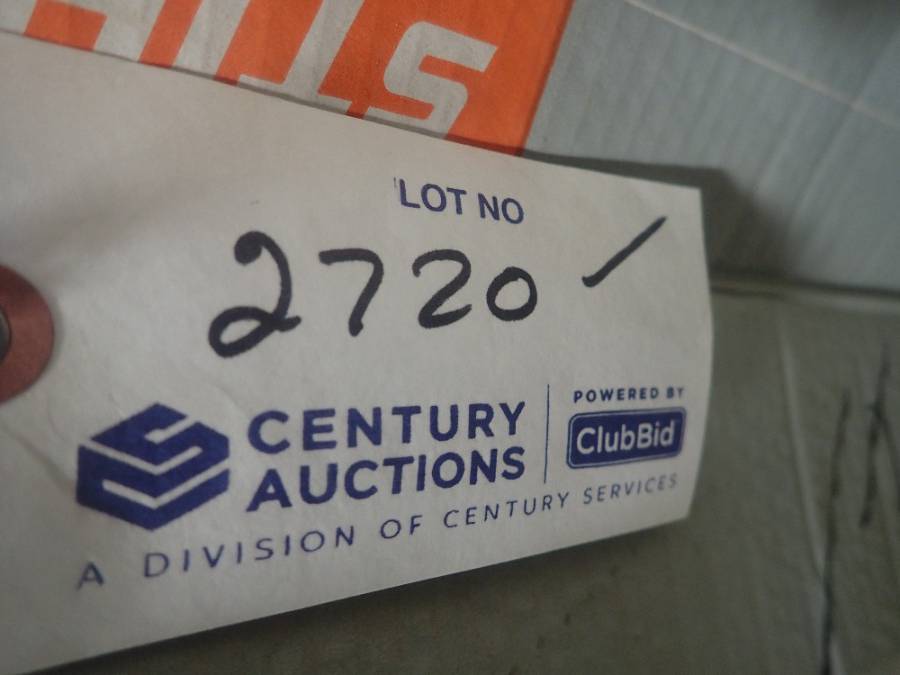 LOT NO
2720
CENTURY
AUCTIONS
POWERED BY
ClubBid
A DIVISION OF CENTURY SERVICES